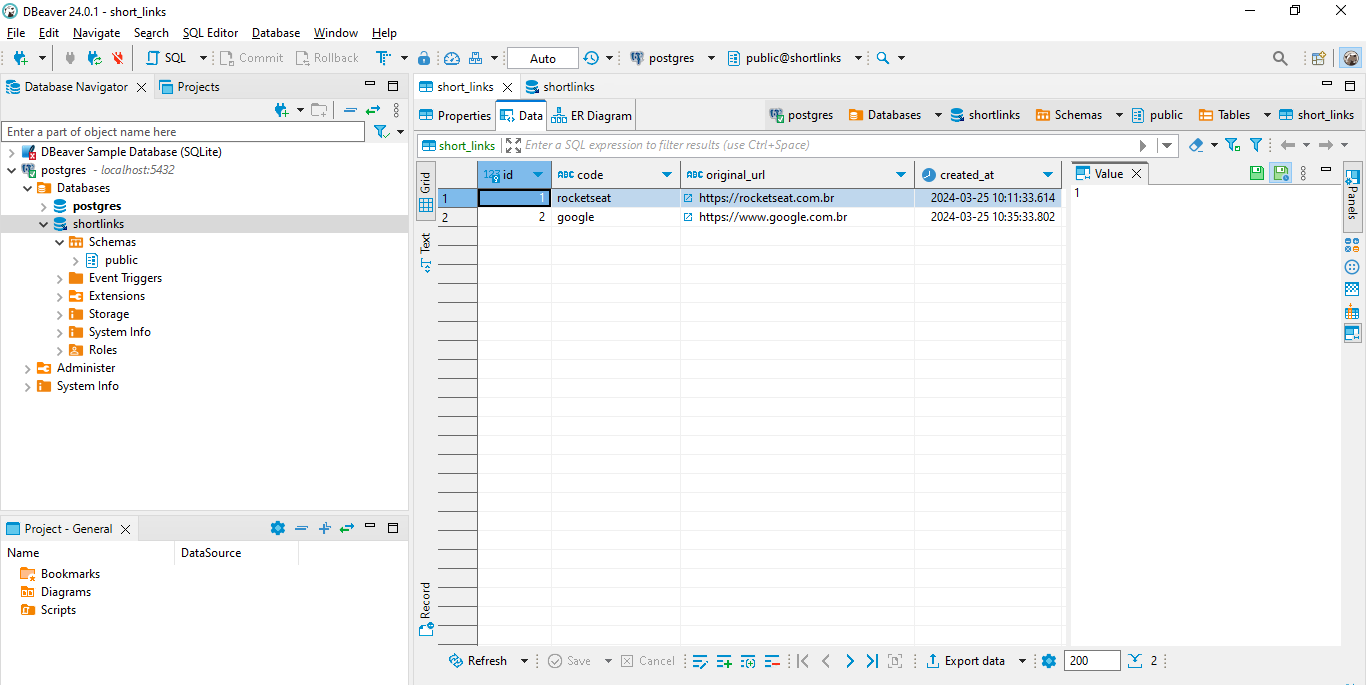 DBeaver 24.0.1 - short_links
File Edit Navigate Search SQL Editor Database Window Help
SQL Commit Rollback Auto postgres public@shortlinks
Database Navigator Projects
short_links shortlinks
Properties Data ER Diagram postgres Databases shortlinks Schemas public Tables short_links
Enter a part of object name here
short_links Enter a SQL expression to filter results (use Ctrl+Space)
DBeaver Sample Database (SQLite)
postgres - localhost:5432
Databases
postgres
shortlinks
Schemas
public
Event Triggers
Extensions
Storage
System Info
Roles
Administer
System Info
Grid
Text
Record
123 id ABC code ABC original_url created_at
1 1 rocketseat https://rocketseat.com.br 2024-03-25 10:11:33.614
2 2 google https://www.google.com.br 2024-03-25 10:35:33.802
Value
1
Panels
Project - General
Name DataSource
Bookmarks
Diagrams
Scripts
Refresh Save Cancel Export data 200 2